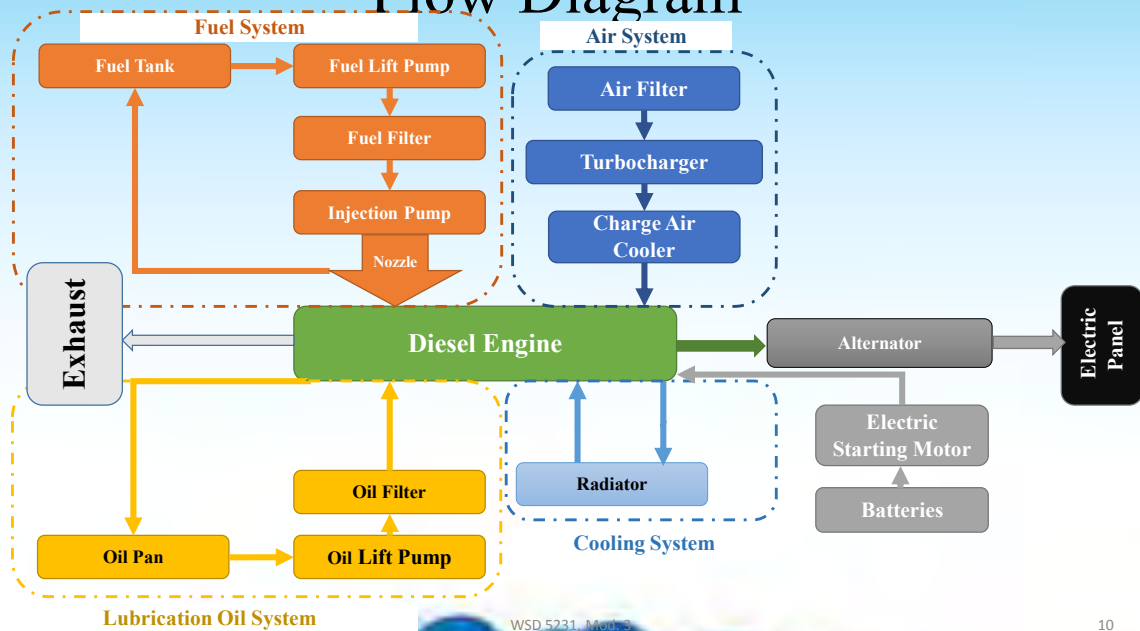 Flow Diagram
Fuel System
Air System
Fuel Tank
Fuel Lift Pump
Air Filter
Fuel Filter
Turbocharger
Injection Pump
Charge Air
Cooler
Nozzle
Exhaust
Diesel Engine
Alternator
Electric
Panel
Electric
Starting Motor
Radiator
Oil Filter
Batteries
Oil Pan
Oil Lift Pump
Cooling System
Lubrication Oil System
WSD 5231, Mod. 3
10